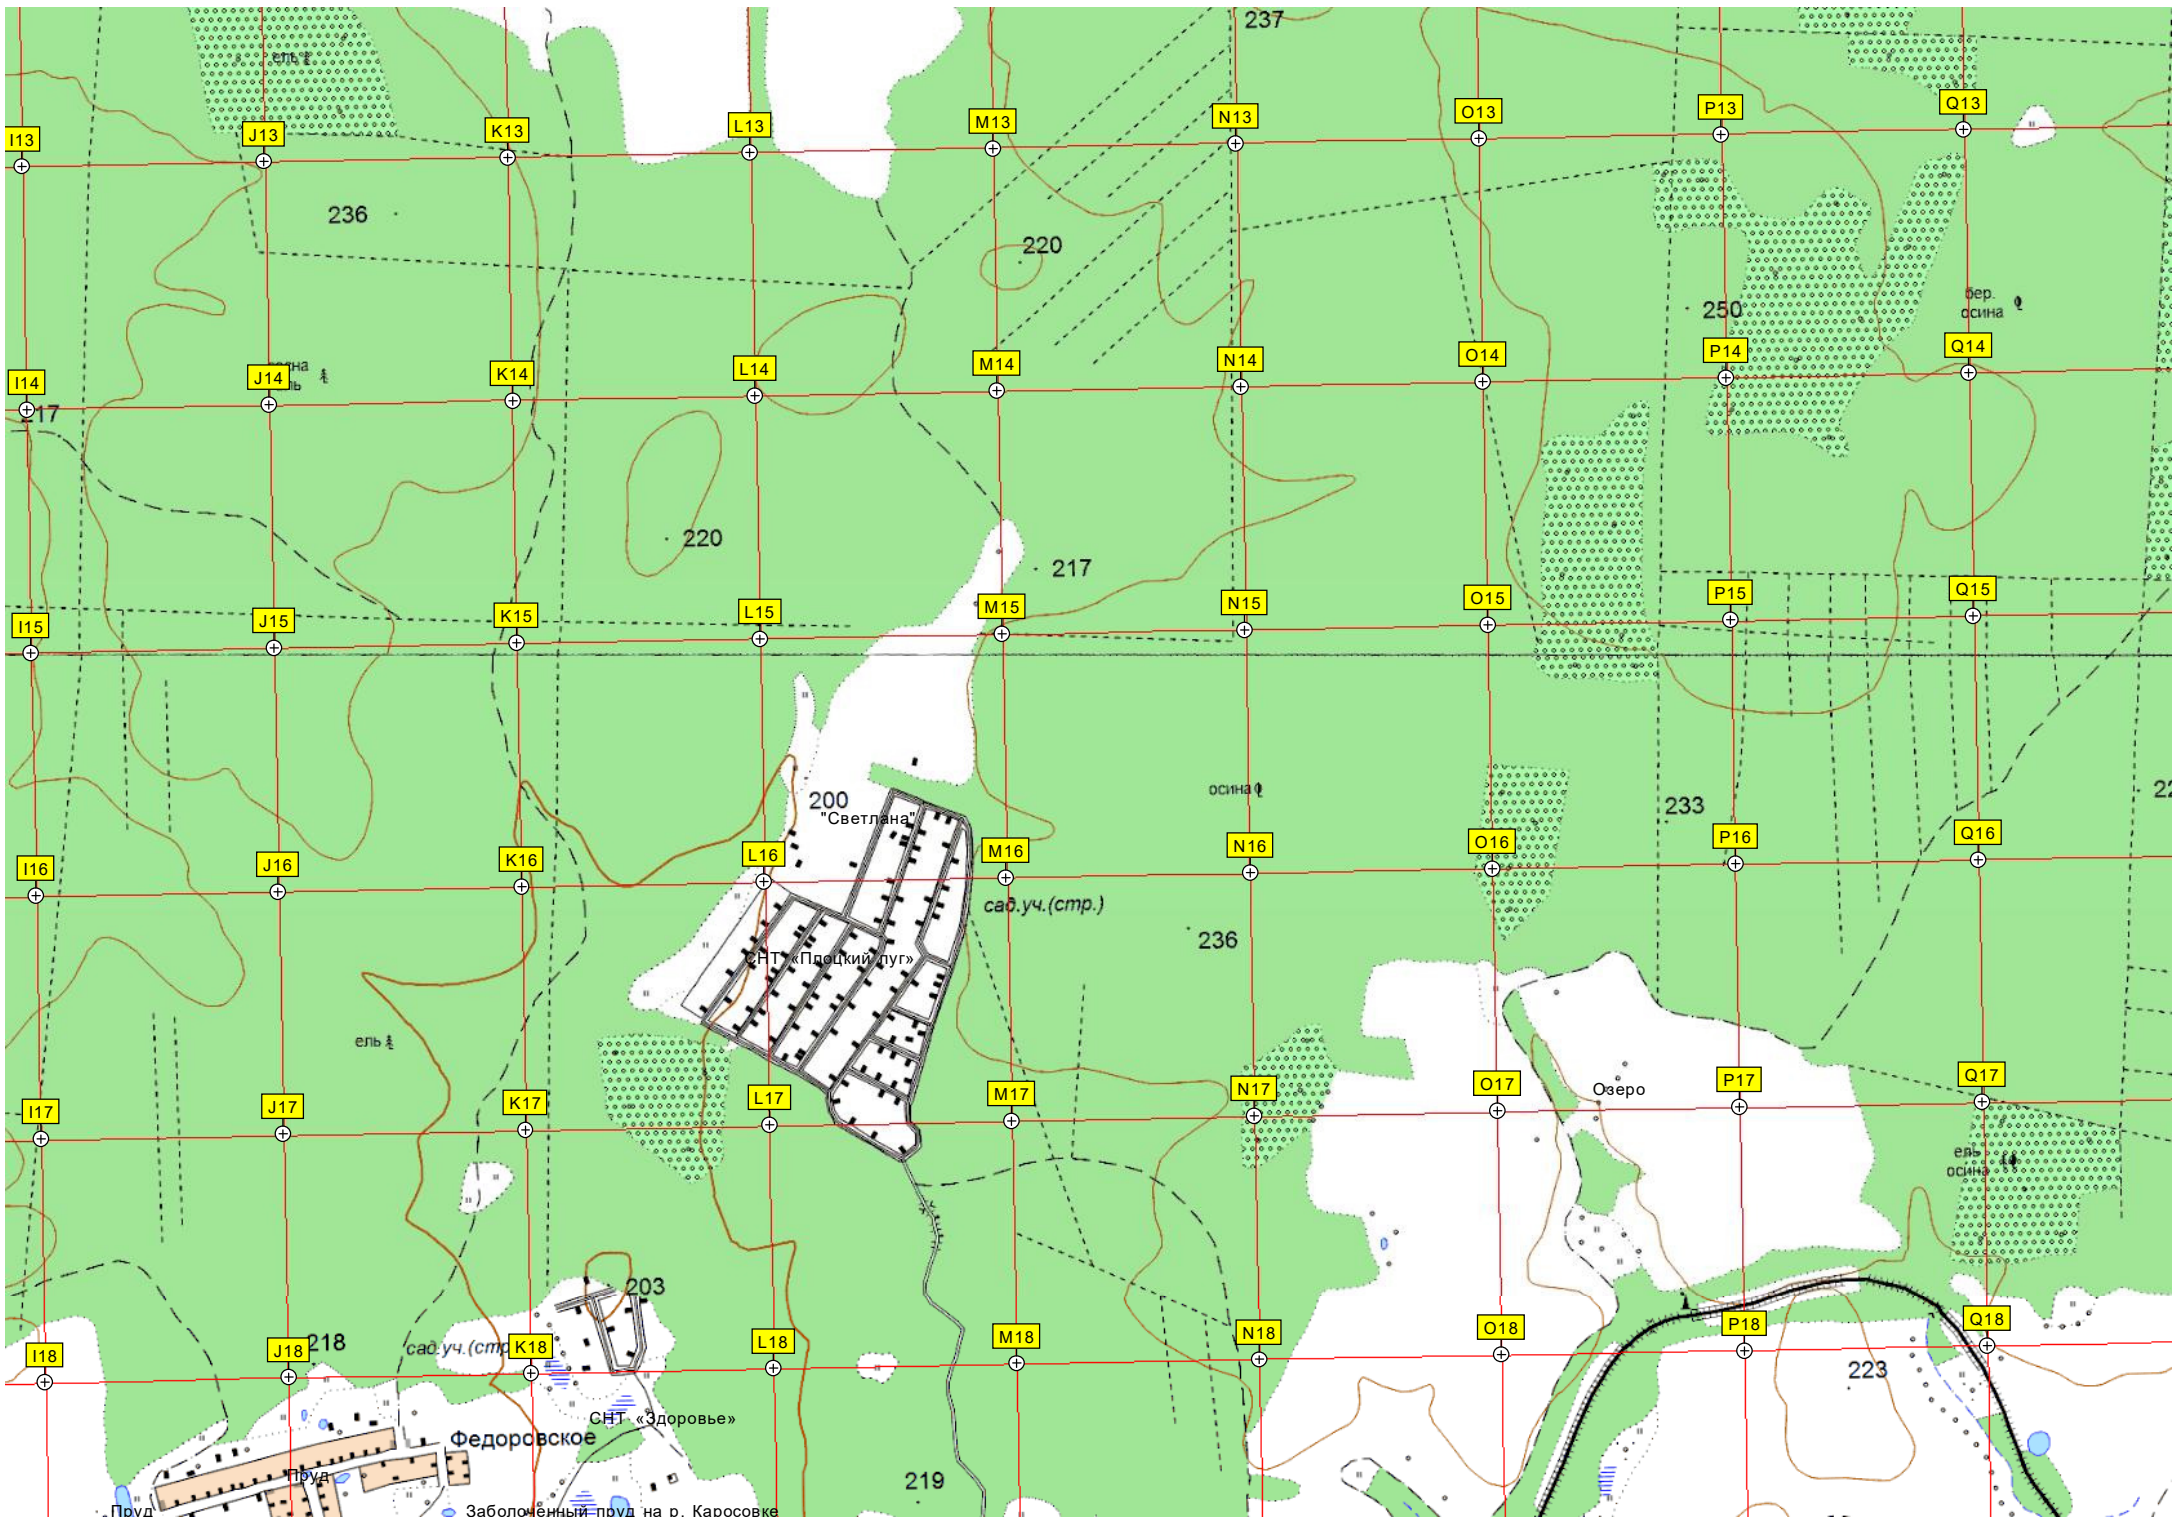 237
ель
I13
J13
K13
L13
M13
N13
O13
P13
Q13
236
220
250
бер.
осина
I14
J14
K14
L14
M14
N14
O14
P14
Q14
217
220
217
I15
J15
K15
L15
M15
N15
O15
P15
Q15
200
"Светлана"
осина
233
I16
J16
K16
L16
M16
N16
O16
P16
Q16
сад.уч.(стр.)
236
СНТ «Плоцкий луг»
ель
Озеро
I17
J17
K17
L17
M17
N17
O17
P17
Q17
ель
осина
203
218
сад.уч.(стр
I18
J18
K18
L18
M18
N18
O18
P18
Q18
223
СНТ «Здоровье»
Федоровское
Пруд
219
Пруд
Заболоченный пруд на р. Каросовке